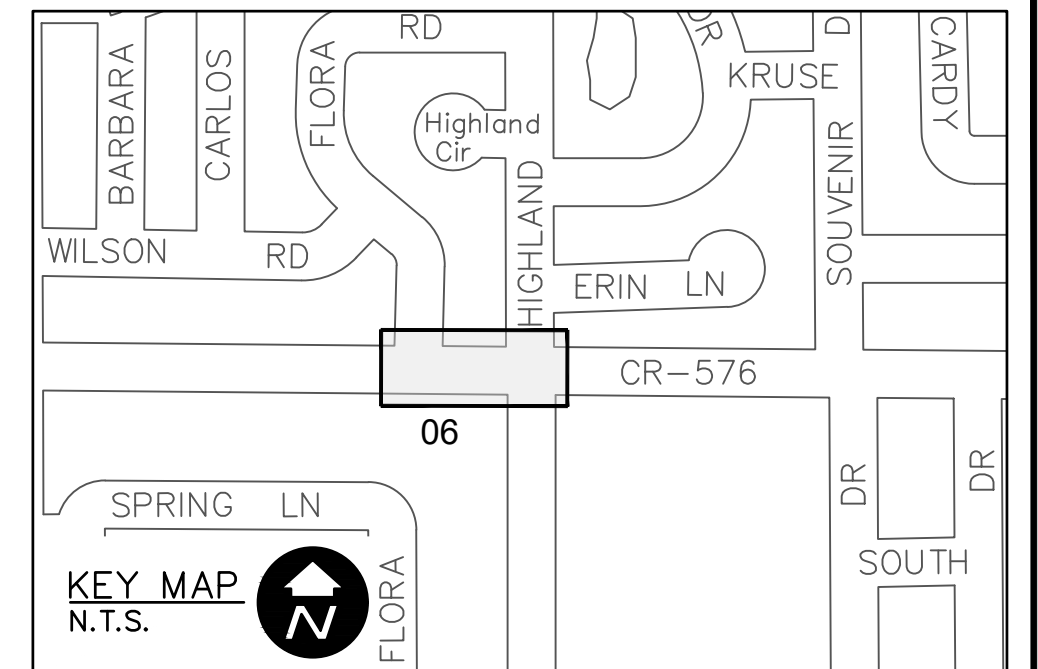 RD
DR
D
BARBARA
CARLOS
FLORA
KRUSE
CARDY
Highland
Cir
HIGHLAND
SOUVENIR
WILSON RD
ERIN LN
CR-576
06
SPRING LN
DR
DR
SOUTH
FLORA
KEY MAP
N.T.S.
N